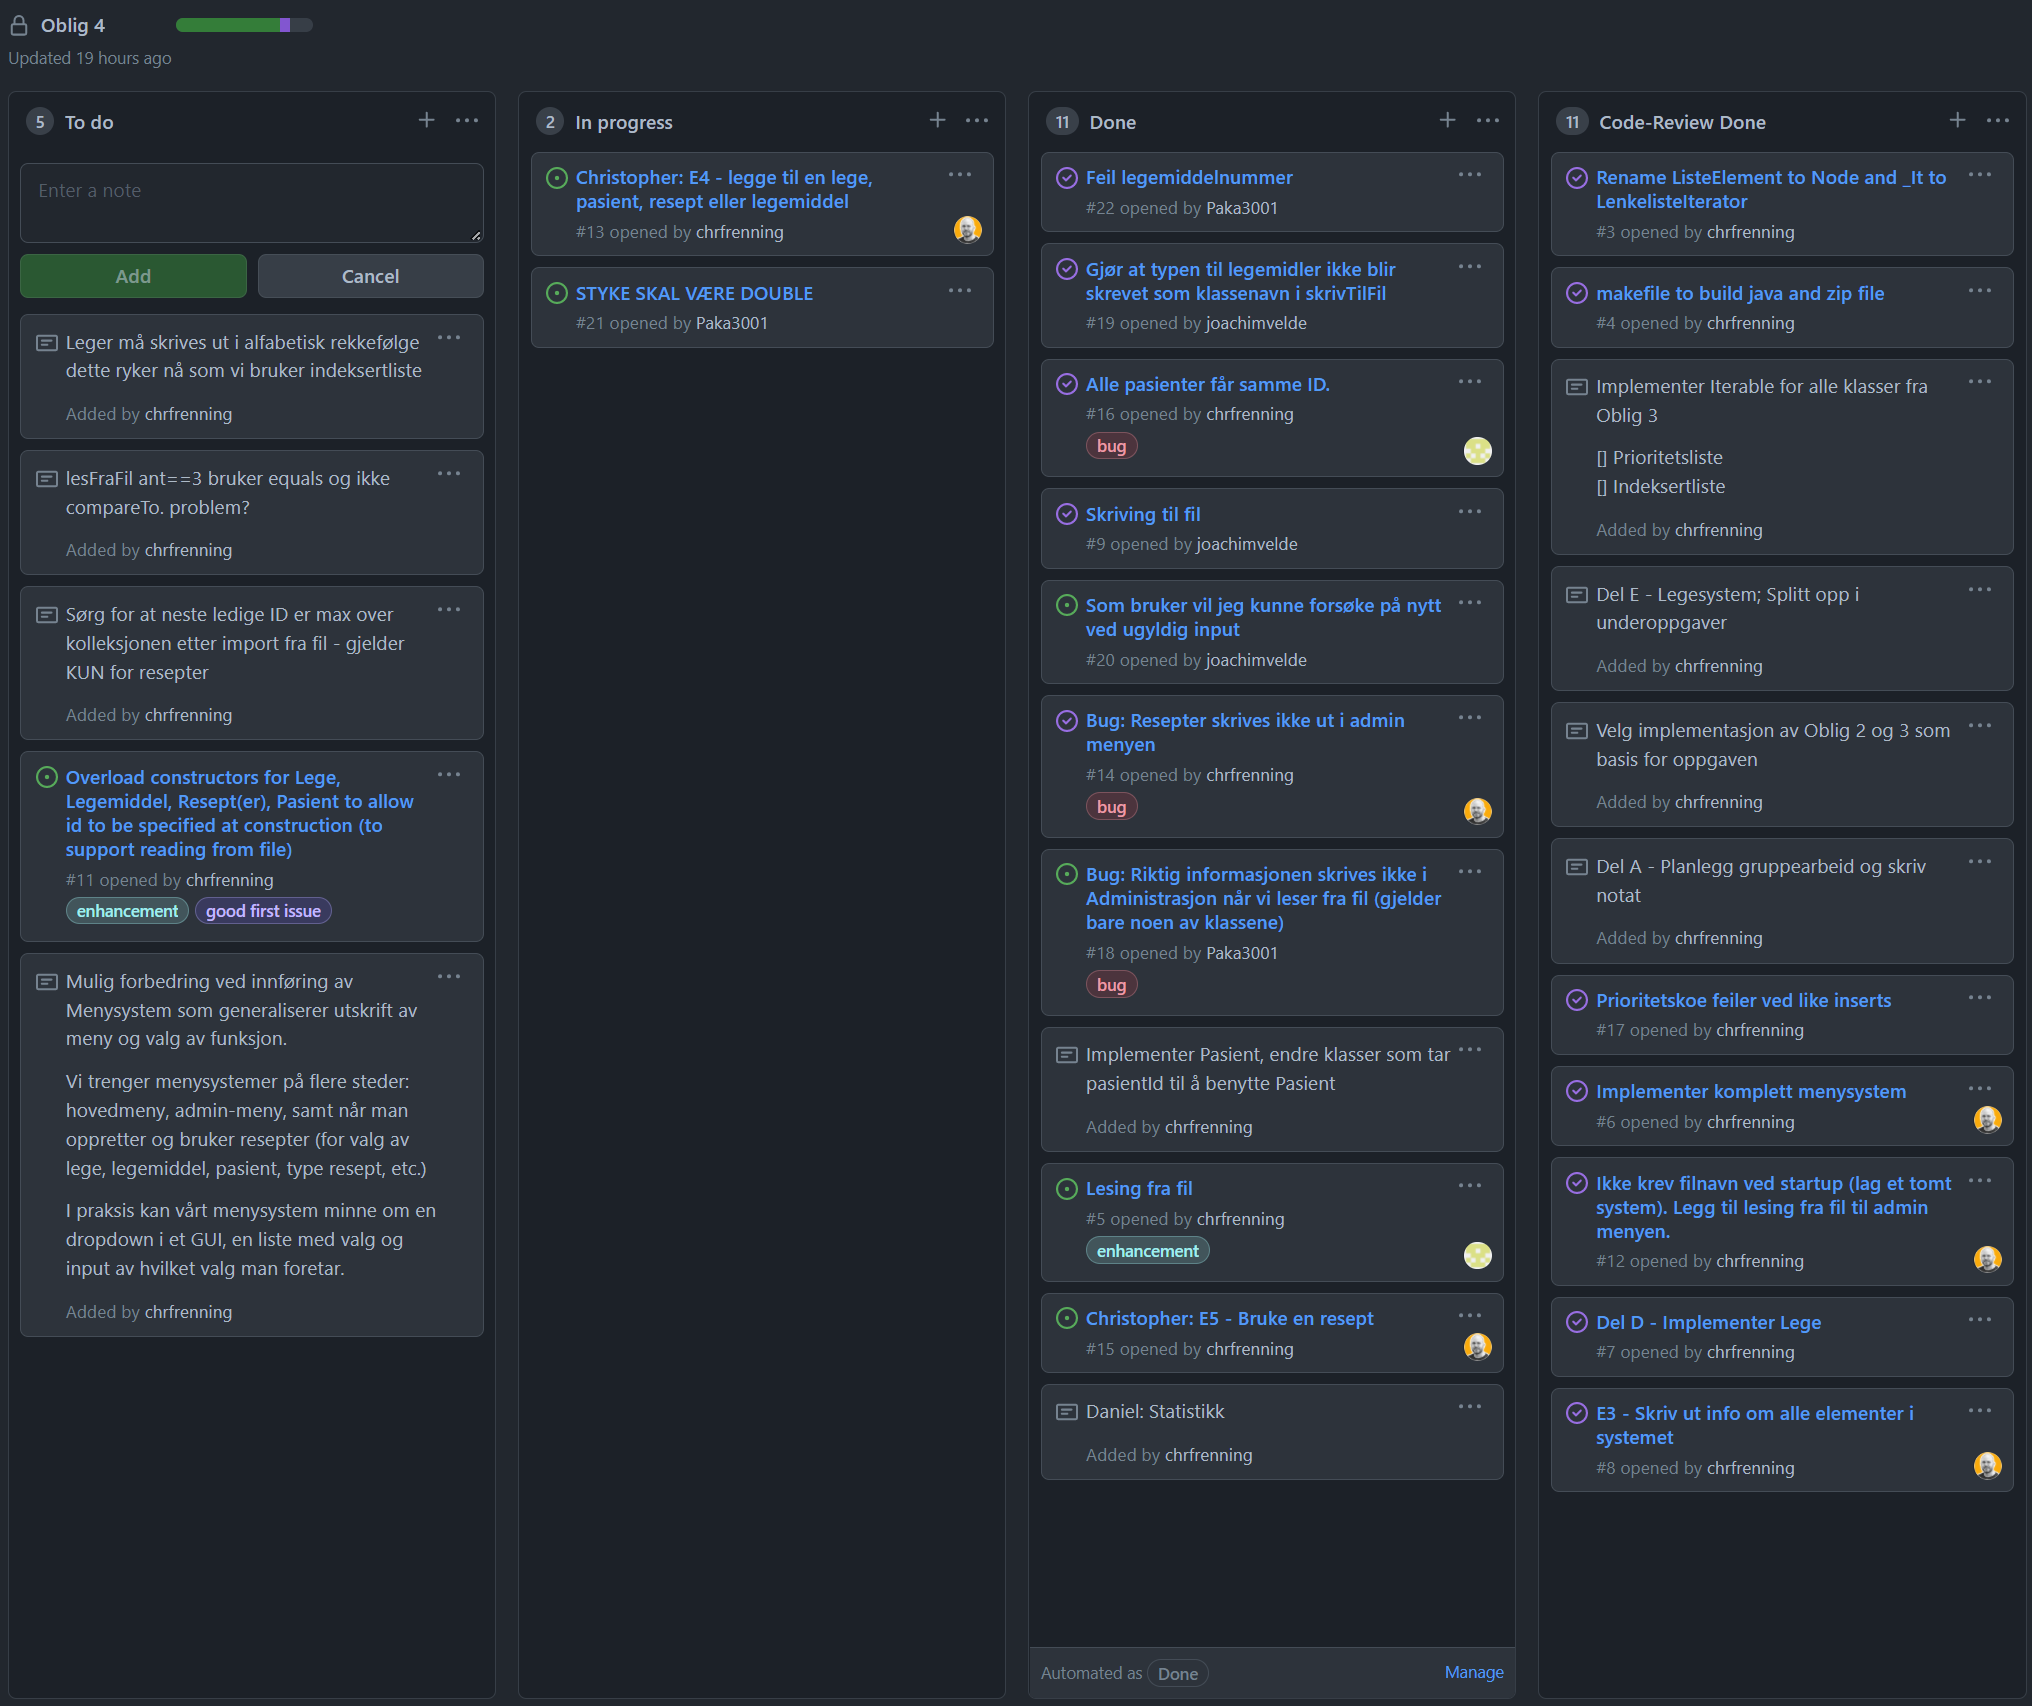 Oblig 4
Updated 19 hours ago
5 To do
Enter a note
Add
Cancel
Leger må skrives ut i alfabetisk rekkefølge
dette ryker nå som vi bruker indeksertliste
Added by chrfrenning
lesFraFil ant==3 bruker equals og ikke
compareTo. problem?
Added by chrfrenning
Sørg for at neste ledige ID er max over
kolleksjonen etter import fra fil - gjelder
KUN for resepter
Added by chrfrenning
Overload constructors for Lege,
Legemiddel, Resept(er), Pasient to allow
id to be specified at construction (to
support reading from file)
#11 opened by chrfrenning
enhancement good first issue
Mulig forbedring ved innføring av
Menysystem som generaliserer utskrift av
meny og valg av funksjon.
Vi trenger menysystemer på flere steder:
hovedmeny, admin-meny, samt når man
oppretter og bruker resepter (for valg av
lege, legemiddel, pasient, type resept, etc.)
I praksis kan vårt menysystem minne om en
dropdown i et GUI, en liste med valg og
input av hvilket valg man foretar.
Added by chrfrenning
2 In progress
Christopher: E4 - legge til en lege,
pasient, resept eller legemiddel
#13 opened by chrfrenning
STYKE SKAL VÆRE DOUBLE
#21 opened by Paka3001
11 Done
Feil legemiddelnummer
#22 opened by Paka3001
Gjør at typen til legemidler ikke blir
skrevet som klassenavn i skrivTilFil
#19 opened by joachimvelde
Alle pasienter får samme ID.
#16 opened by chrfrenning
bug
Skriving til fil
#9 opened by joachimvelde
Som bruker vil jeg kunne forsøke på nytt
ved ugyldig input
#20 opened by joachimvelde
Bug: Resepter skrives ikke ut i admin
menyen
#14 opened by chrfrenning
bug
Bug: Riktig informasjonen skrives ikke i
Administrasjon når vi leser fra fil (gjelder
bare noen av klassene)
#18 opened by Paka3001
bug
Implementer Pasient, endre klasser som tar
pasientId til å benytte Pasient
Added by chrfrenning
Lesing fra fil
#5 opened by chrfrenning
enhancement
Christopher: E5 - Bruke en resept
#15 opened by chrfrenning
Daniel: Statistikk
Added by chrfrenning
Automated as Done
Manage
11 Code-Review Done
Rename ListeElement to Node and _It to
LenkelisteIterator
#3 opened by chrfrenning
makefile to build java and zip file
#4 opened by chrfrenning
Implementer Iterable for alle klasser fra
Oblig 3
[] Prioritetsliste
[] Indeksertliste
Added by chrfrenning
Del E - Legesystem; Splitt opp i
underoppgaver
Added by chrfrenning
Velg implementasjon av Oblig 2 og 3 som
basis for oppgaven
Added by chrfrenning
Del A - Planlegg gruppearbeid og skriv
notat
Added by chrfrenning
Prioritetskoe feiler ved like inserts
#17 opened by chrfrenning
Implementer komplett menysystem
#6 opened by chrfrenning
Ikke krev filnavn ved startup (lag et tomt
system). Legg til lesing fra fil til admin
menyen.
#12 opened by chrfrenning
Del D - Implementer Lege
#7 opened by chrfrenning
E3 - Skriv ut info om alle elementer i
systemet
#8 opened by chrfrenning